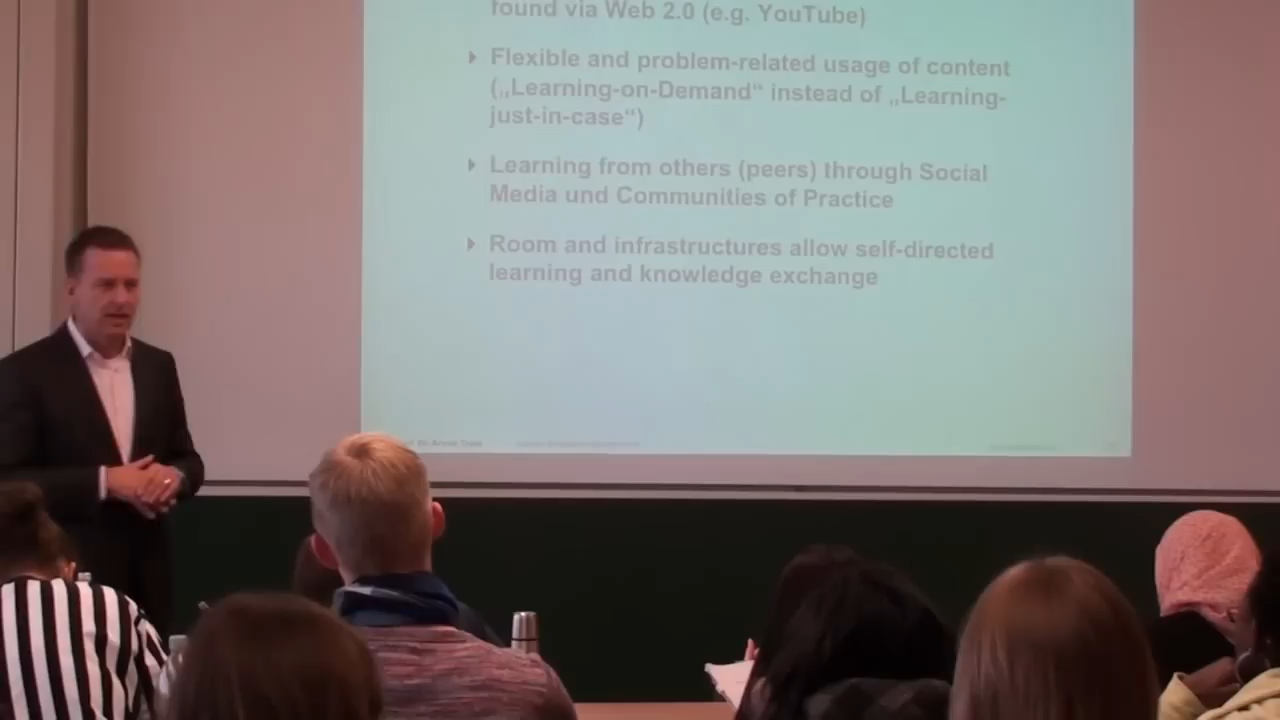 found via Web 2.0 (e.g. YouTube)
Flexible and problem-related usage of content
(„Learning-on-Demand“ instead of „Learning-
just-in-case“)
Learning from others (peers) through Social
Media und Communities of Practice
Room and infrastructures allow self-directed
learning and knowledge exchange